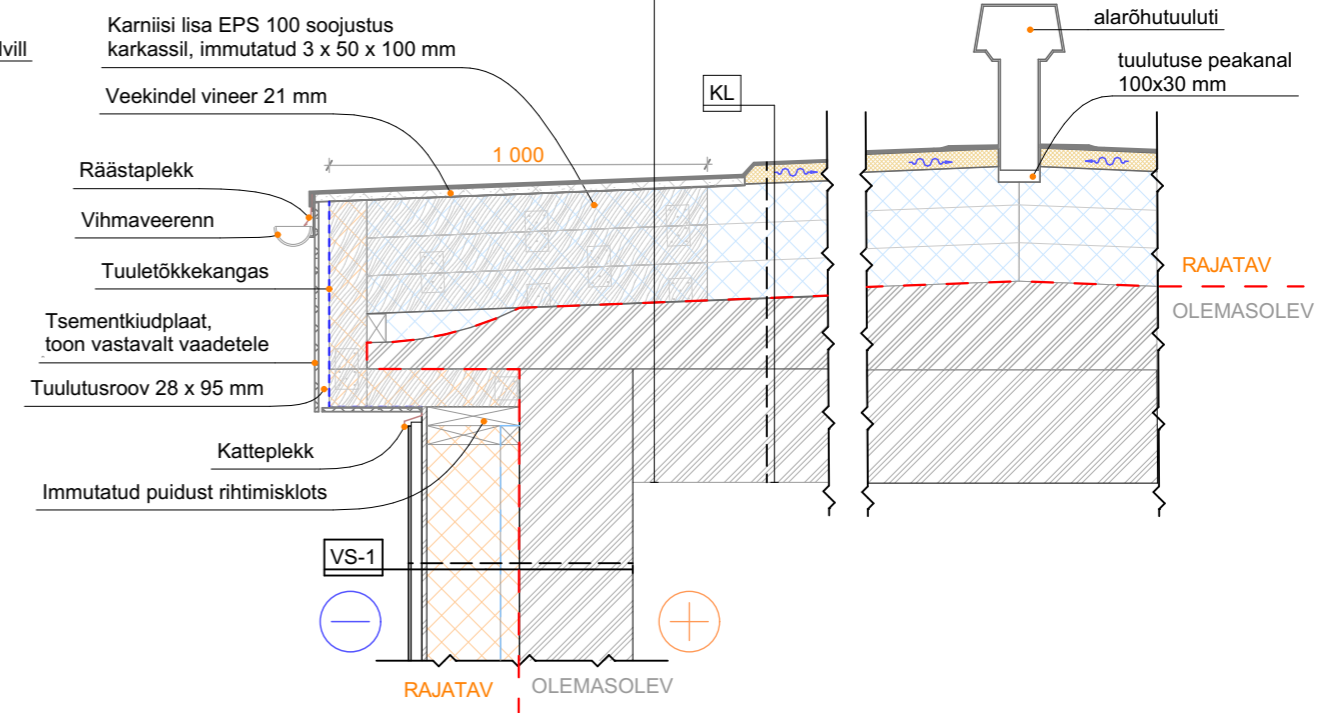 Karniisi lisa EPS 100 soojustus
karkassil, immutatud 3 x 50 x 100 mm
Veekindel vineer 21 mm
Räästaplekk
Vihmaveerenn
Tuuletõkkekangas
Tsementkiudplaat,
toon vastavalt vaadetele
Tuulutusroov 28 x 95 mm
Katteplekk
Immutatud puidust rihtimisklots
VS-1
KL
1 000
alarõhutuuluti
tuulutuse peakanal
100x30 mm
RAJATAV
OLEMASOLEV
RAJATAV
OLEMASOLEV